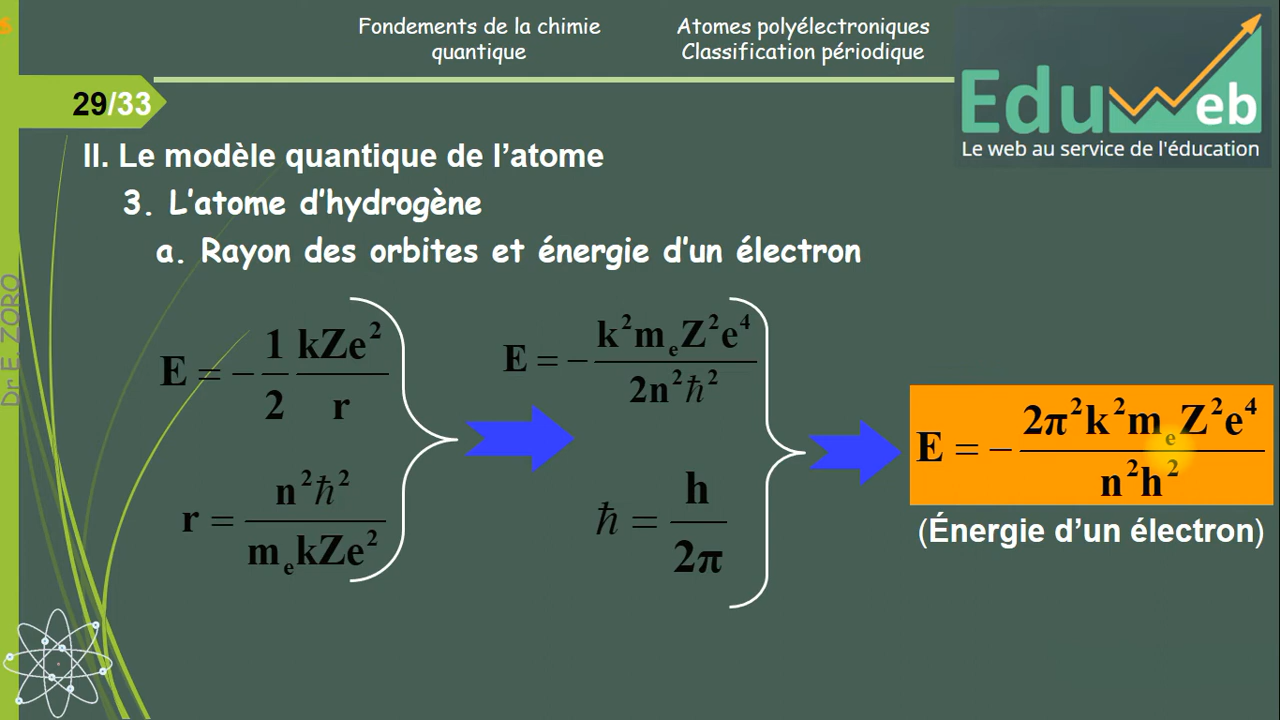 Fondements de la chimie
quantique
Atomes polyélectroniques
Classification périodique
Eduweb
Le web au service de l'éducation
29/33
II. Le modèle quantique de l’atome
3. L’atome d’hydrogène
a. Rayon des orbites et énergie d’un électron
E = − 1/2 kZe²/r
r = n²ħ²/mₑkZe²
E = − k²mₑZ²e⁴/2n²ħ²
ħ = h/2π
E = − 2π²k²mₑZ²e⁴/n²h²
(Énergie d’un électron)
Dr E. ZORO